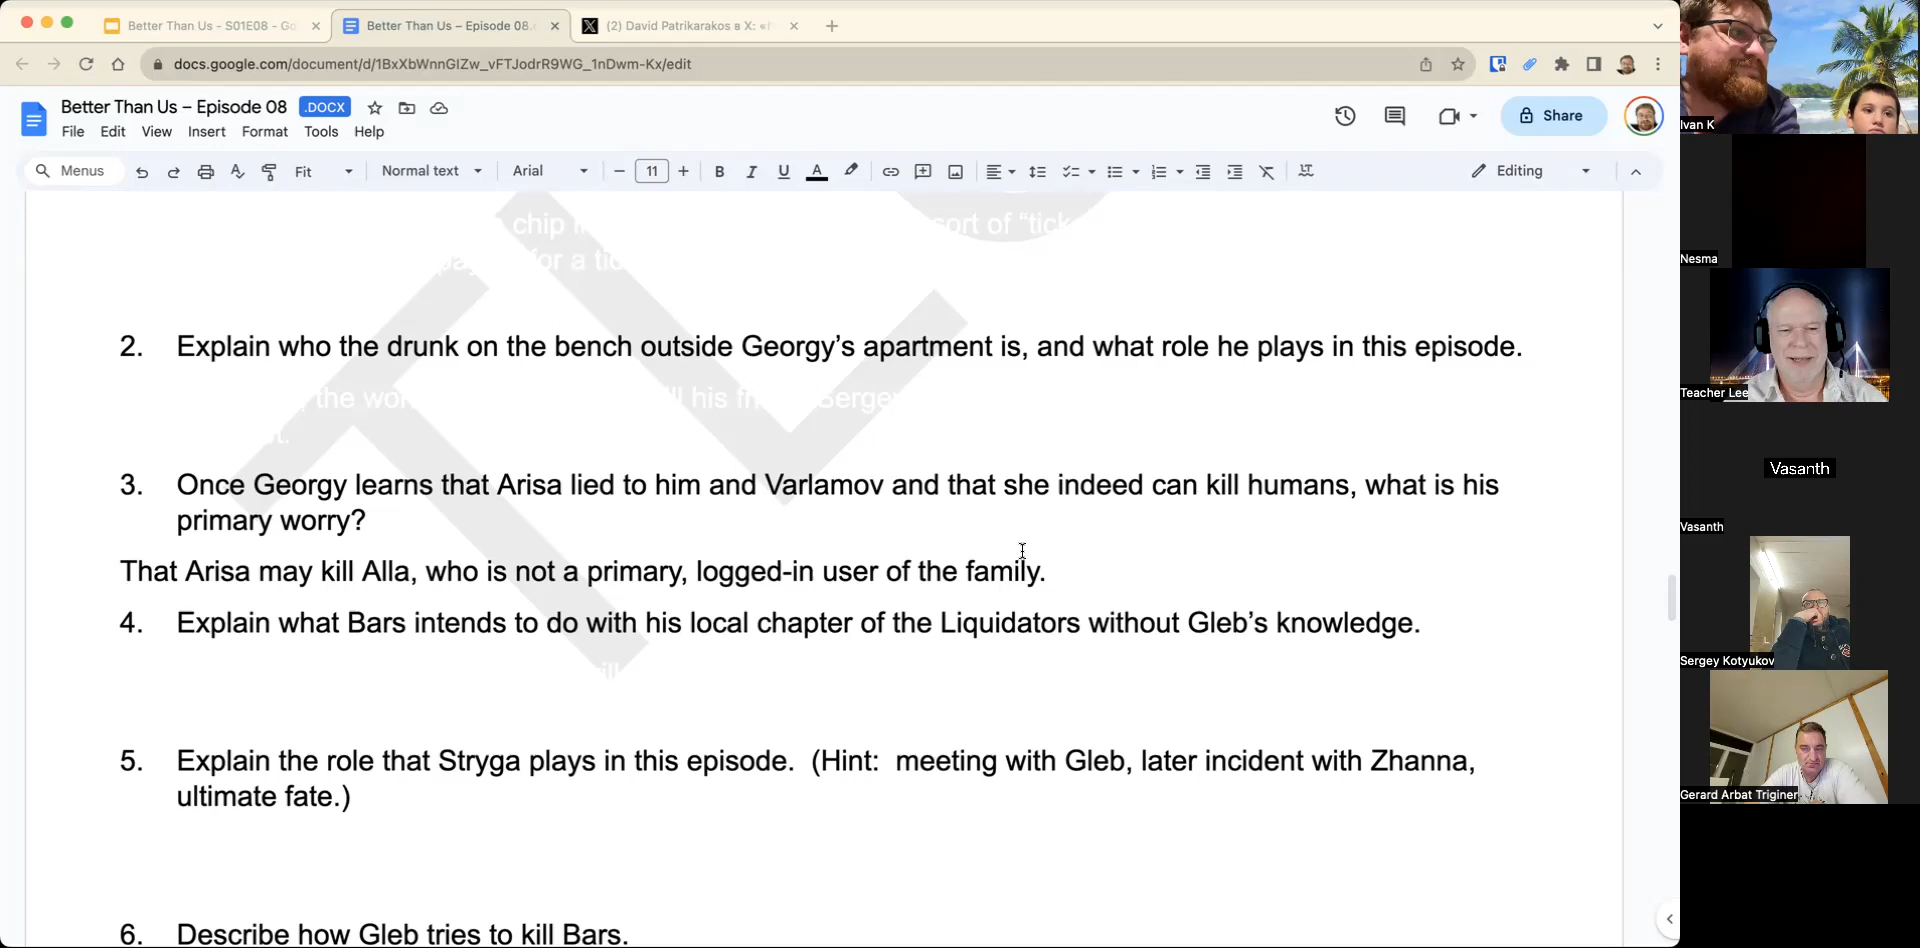 Better Than Us - S01E08 - Go
Better Than Us – Episode 08.
(2) David Patrikarakos в X: «
docs.google.com/document/d/1BxXbWnnGIZw_vFTJodrR9WG_1nDwm-Kx/edit
Better Than Us – Episode 08 .DOCX
File Edit View Insert Format Tools Help
Share
Menus Fit Normal text Arial 11 Editing
chip sort of
for a
2. Explain who the drunk on the bench outside Georgy’s apartment is, and what role he plays in this episode.
the his
3. Once Georgy learns that Arisa lied to him and Varlamov and that she indeed can kill humans, what is his
primary worry?
That Arisa may kill Alla, who is not a primary, logged-in user of the family.
4. Explain what Bars intends to do with his local chapter of the Liquidators without Gleb’s knowledge.
5. Explain the role that Stryga plays in this episode. (Hint: meeting with Gleb, later incident with Zhanna,
ultimate fate.)
6. Describe how Gleb tries to kill Bars.
Ivan K
Nesma
Teacher Lee
Vasanth
Vasanth
Sergey Kotyukov
Gerard Arbat Triginer